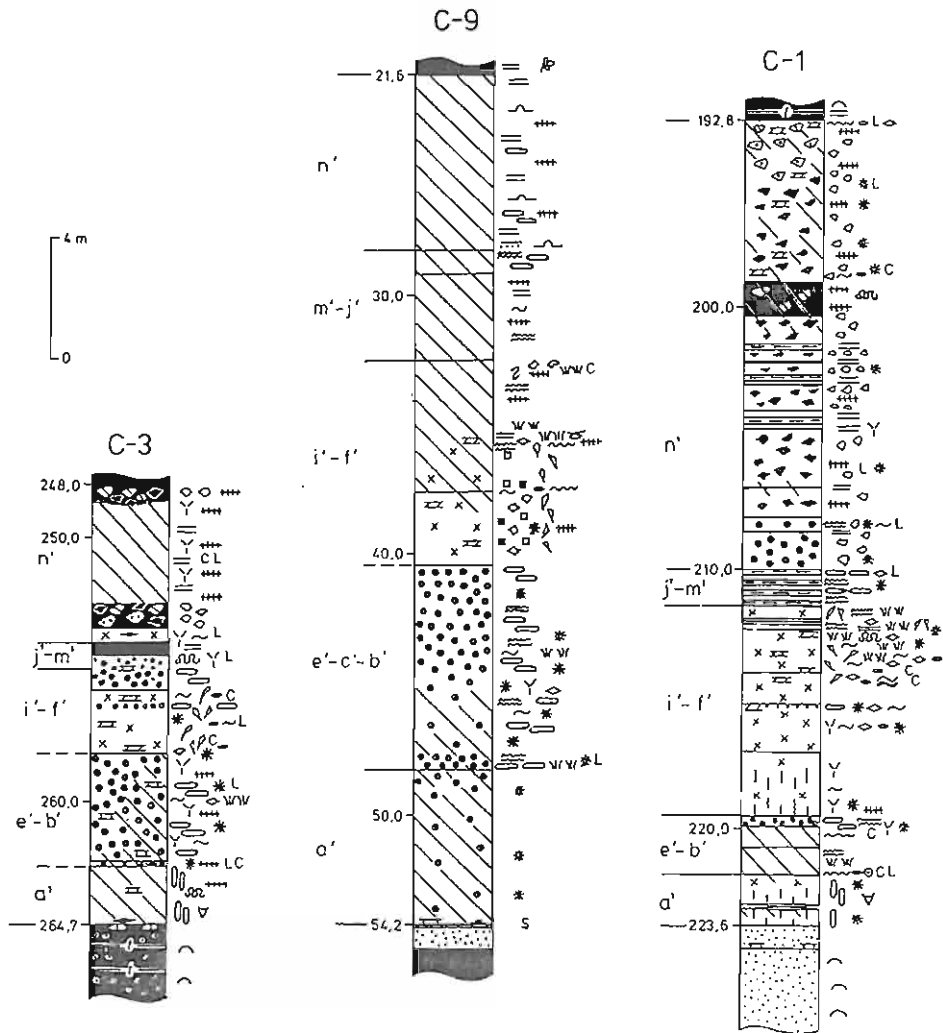 C-9
C-1
C-3
21,6
n'
30,0
m'-j'
i'-f'
40,0
e'-c'-b'
50,0
a'
54,2
C
b
L
S
4 m
0
248,0
n'
250,0
Y
Y
C L
Y
Y L
j'-m'
Y L
i'-f'
C
L
C
Y
L
260,0
e'-b'
Y
Y
L C
a'
264,7
192,8
L
L
C
200,0
Y
n'
L
L
210,0
L
j'-m'
i'-f'
C
C
Y
Y
Y
220,0
Y
C
e'-b'
C L
a'
223,6